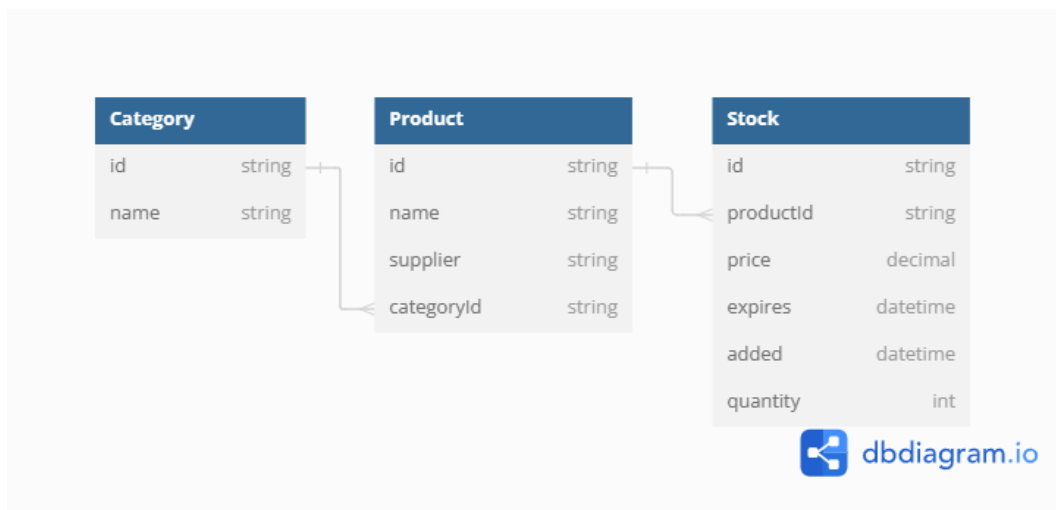 Category
id string
name string
Product
id string
name string
supplier string
categoryId string
Stock
id string
productId string
price decimal
expires datetime
added datetime
quantity int
dbdiagram.io